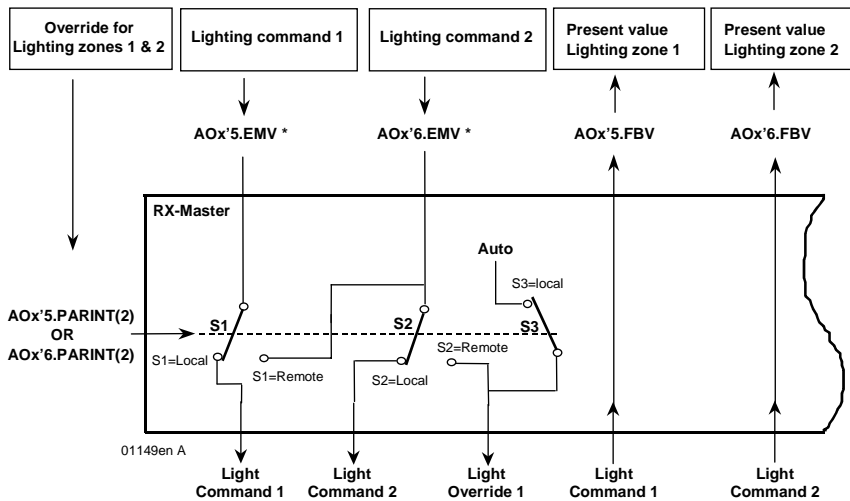 Override for
Lighting zones 1 & 2
Lighting command 1
Lighting command 2
Present value
Lighting zone 1
Present value
Lighting zone 2
AOx'5.EMV *
AOx'6.EMV *
AOx'5.FBV
AOx'6.FBV
RX-Master
Auto
S3=local
AOx'5.PARINT(2)
OR
AOx'6.PARINT(2)
S1
S2
S3
S1=Local
S1=Remote
S2=Local
S2=Remote
01149en A
Light
Command 1
Light
Command 2
Light
Override 1
Light
Command 1
Light
Command 2